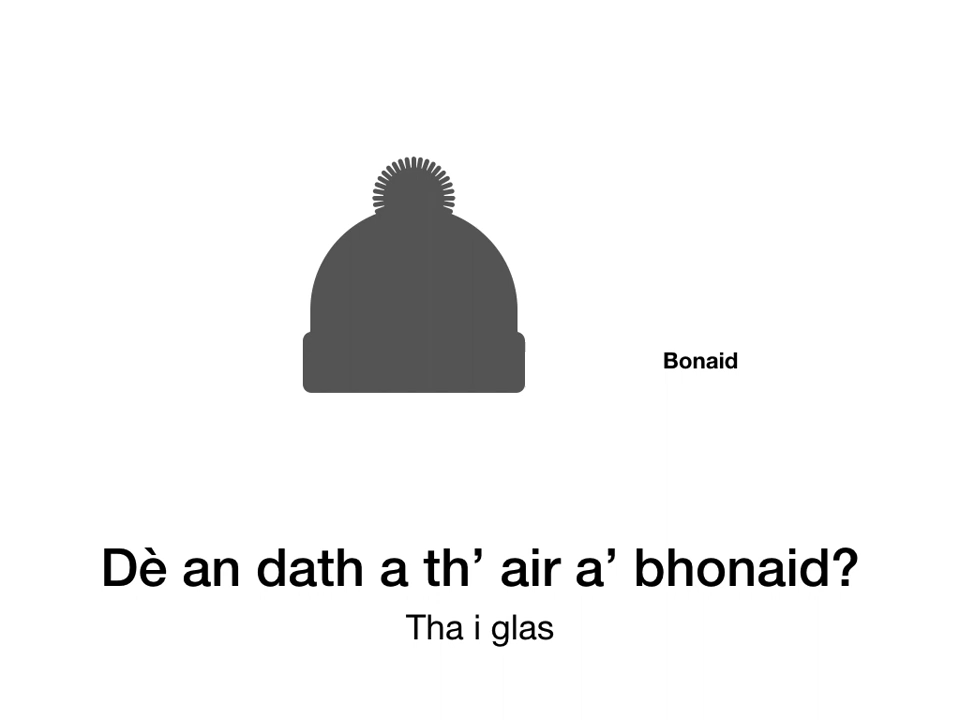 Bonaid
Dè an dath a th’ air a’ bhonaid?
Tha i glas